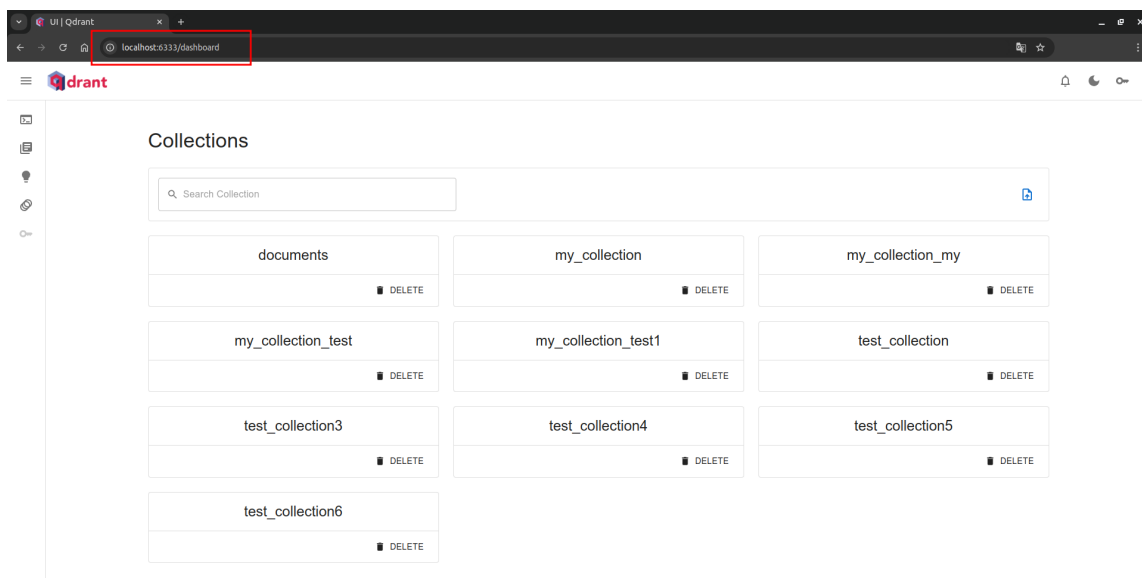 UI | Qdrant
localhost:6333/dashboard
qdrant
Collections
Search Collection
documents
DELETE
my_collection
DELETE
my_collection_my
DELETE
my_collection_test
DELETE
my_collection_test1
DELETE
test_collection
DELETE
test_collection3
DELETE
test_collection4
DELETE
test_collection5
DELETE
test_collection6
DELETE